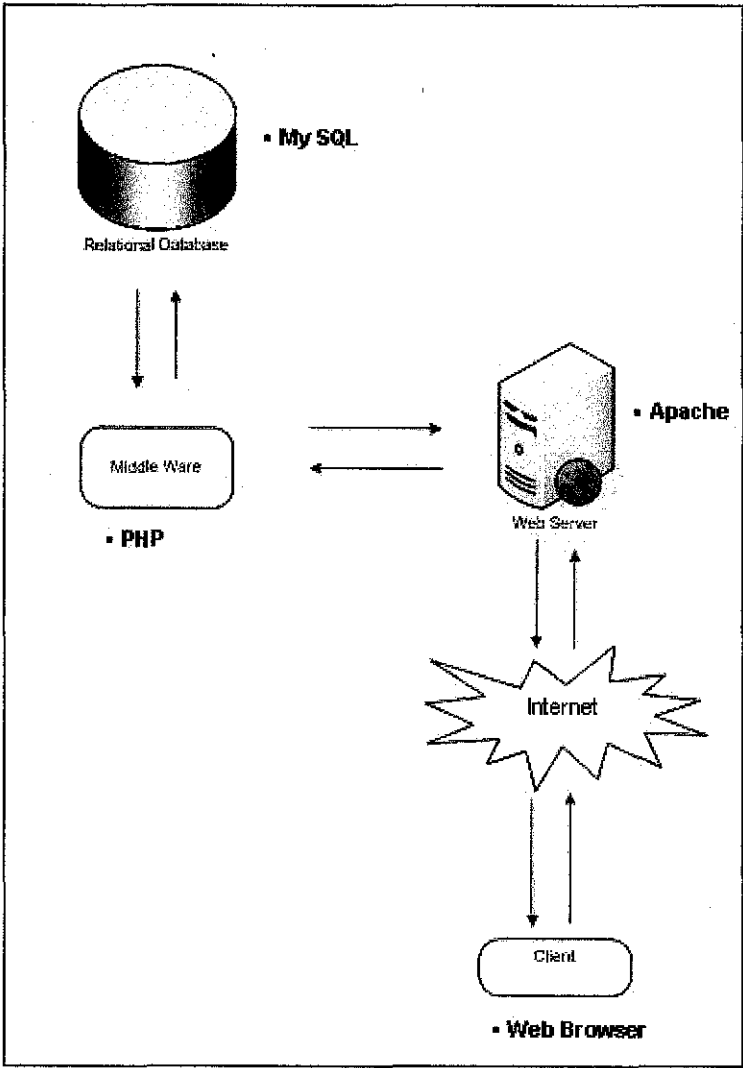 ▪ My SQL
Relational Database
▪ Apache
Middle Ware
Web Server
▪ PHP
Internet
Client
▪ Web Browser